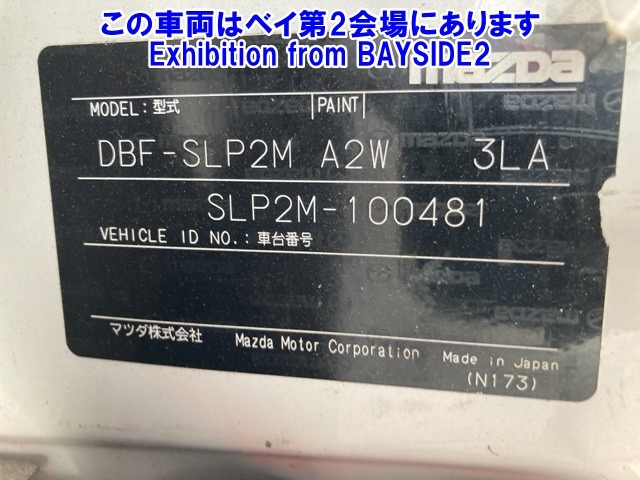 この車両はベイ第2会場にあります
Exhibition from BAYSIDE2
mazda
MODEL: 型式 PAINT
DBF-SLP2M A2W 3LA
SLP2M-100481
VEHICLE ID NO.: 車台番号
マツダ株式会社 Mazda Motor Corporation Made in Japan
(N173)